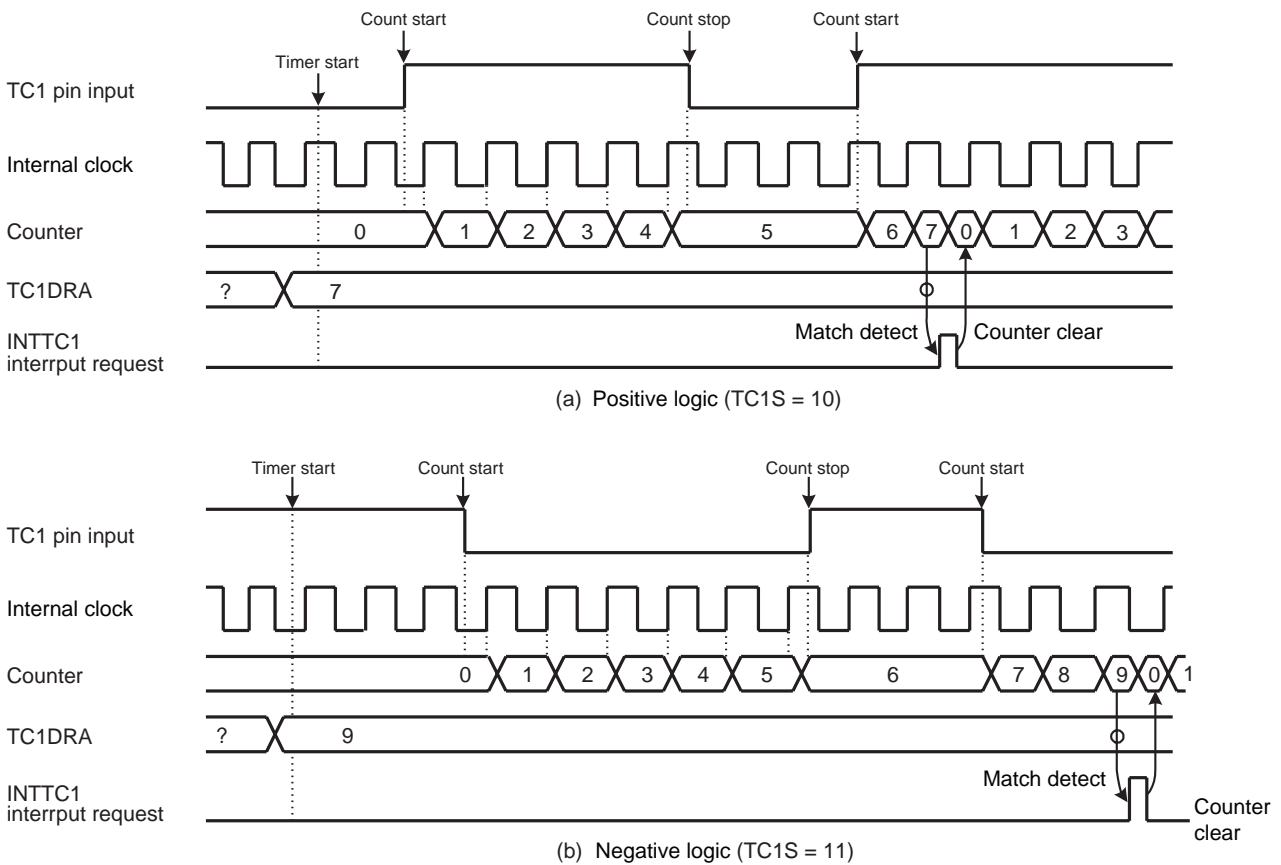 Count start Count stop Count start
Timer start
TC1 pin input
Internal clock
Counter 0 1 2 3 4 5 6 7 0 1 2 3
TC1DRA ? 7
Match detect Counter clear
INTTC1
interrput request
(a) Positive logic (TC1S = 10)
Timer start Count start Count stop Count start
TC1 pin input
Internal clock
Counter 0 1 2 3 4 5 6 7 8 9 0 1
TC1DRA ? 9
Match detect
INTTC1
interrput request
Counter
clear
(b) Negative logic (TC1S = 11)